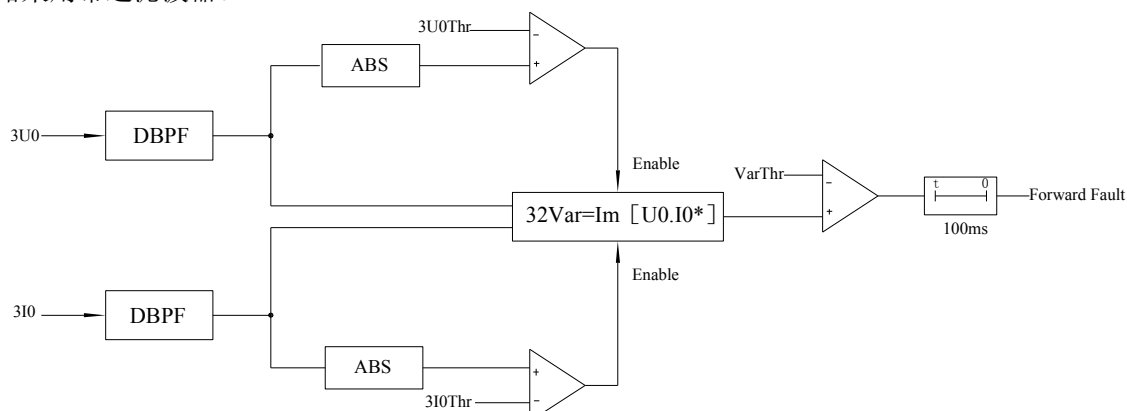 3U0Thr
ABS
3U0
DBPF
Enable
VarThr
32Var=Im［U0.I0*］
t 0
Forward Fault
100ms
Enable
3I0
DBPF
ABS
3I0Thr